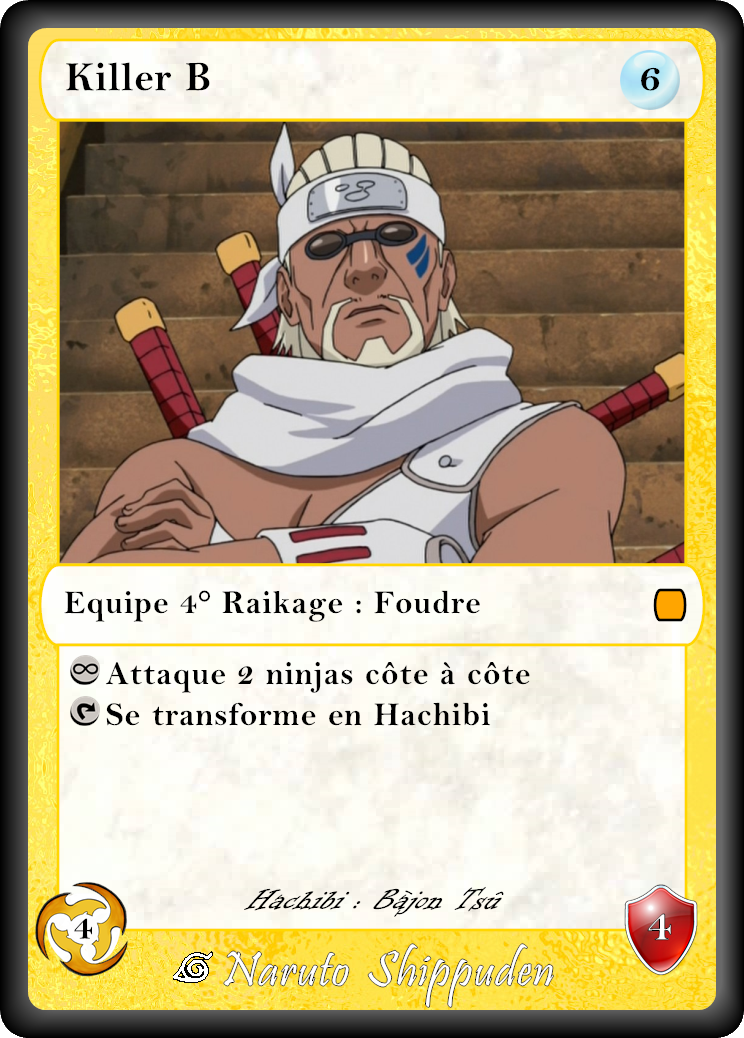 Killer B
6
Equipe 4° Raikage : Foudre
∞ Attaque 2 ninjas côte à côte
Se transforme en Hachibi
Hachibi : Bàjon Tsû
4
4
Naruto Shippuden